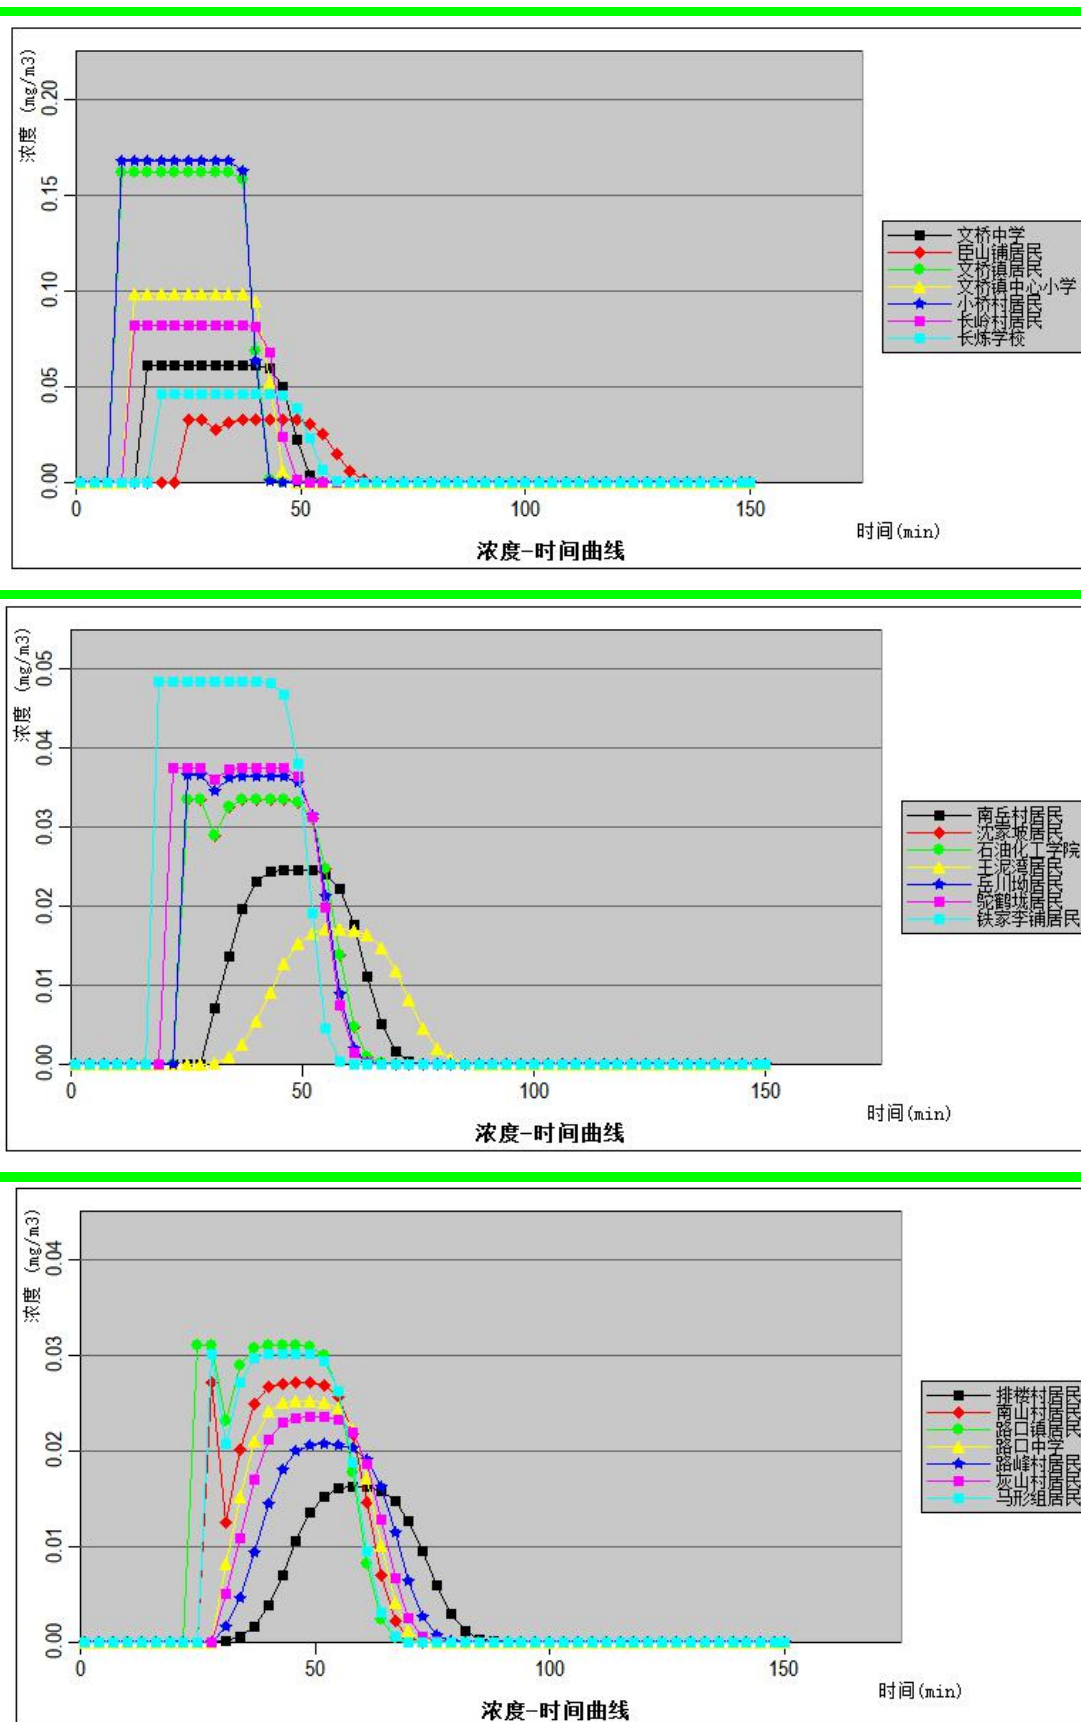 浓度 (mg/m3)
0.20
0.15
0.10
0.05
0.00
0
50
100
150
时间(min)
浓度-时间曲线
文桥中学
臣山铺居民
文桥镇居民
文桥镇中心小学
小桥村居民
长岭村居民
长炼学校
浓度 (mg/m3)
0.05
0.04
0.03
0.02
0.01
0.00
0
50
100
150
时间(min)
浓度-时间曲线
南岳村居民
沈家坡居民
石油化工学院
王泥湾居民
岳川坳居民
鸵鹤垅居民
铁家李铺居民
浓度 (mg/m3)
0.04
0.03
0.02
0.01
0.00
0
50
100
150
时间(min)
浓度-时间曲线
排楼村居民
南山村居民
路口镇居民
路口中学
路峰村居民
灰山村居民
马形组居民